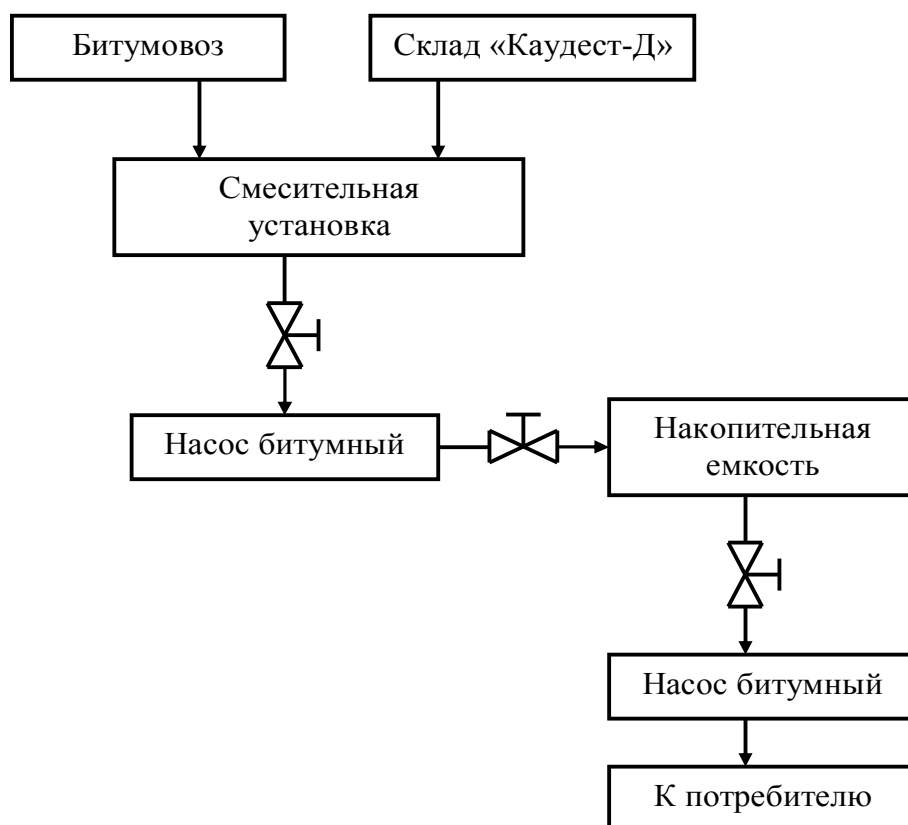 Битумовоз
Склад «Каудест-Д»
Смесительная
установка
Насос битумный
Накопительная
емкость
Насос битумный
К потребителю